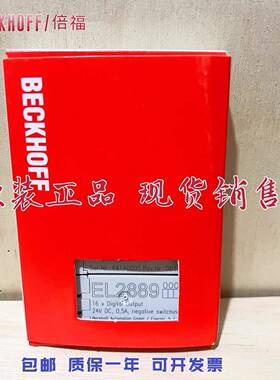 KHOFF/倍福
BECKHOFF
原装正品 现货销售
EL2889
16 x Digital Output
24V DC, 0,5A, negative switching
包邮 质保一年 可开发票